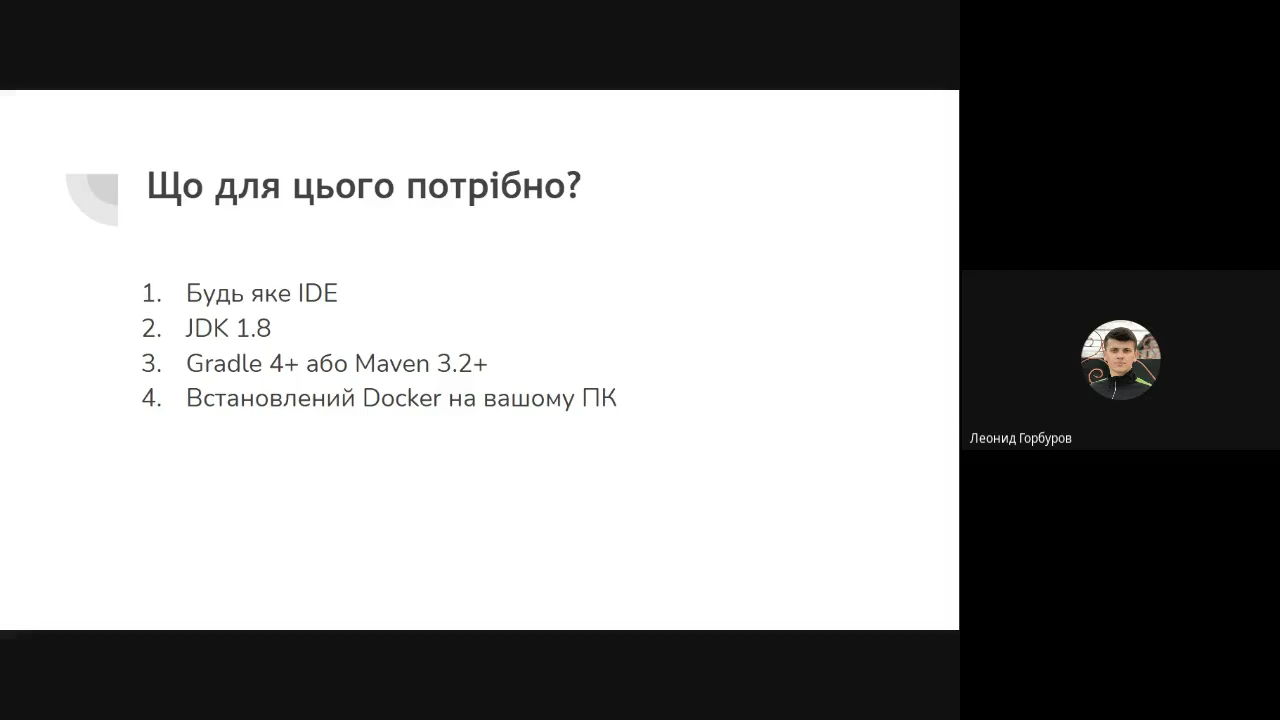 Що для цього потрібно?
1. Будь яке IDE
2. JDK 1.8
3. Gradle 4+ або Maven 3.2+
4. Встановлений Docker на вашому ПК
Леонид Горбуров